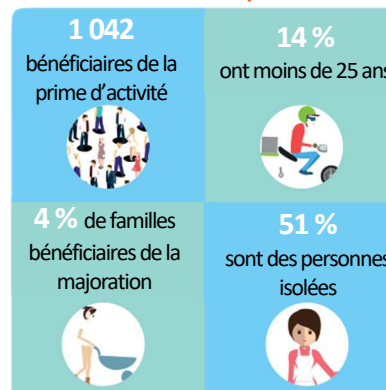 1 042
bénéficiaires de la
prime d'activité
14 %
ont moins de 25 ans
4 % de familles
bénéficiaires de la
majoration
51 %
sont des personnes
isolées